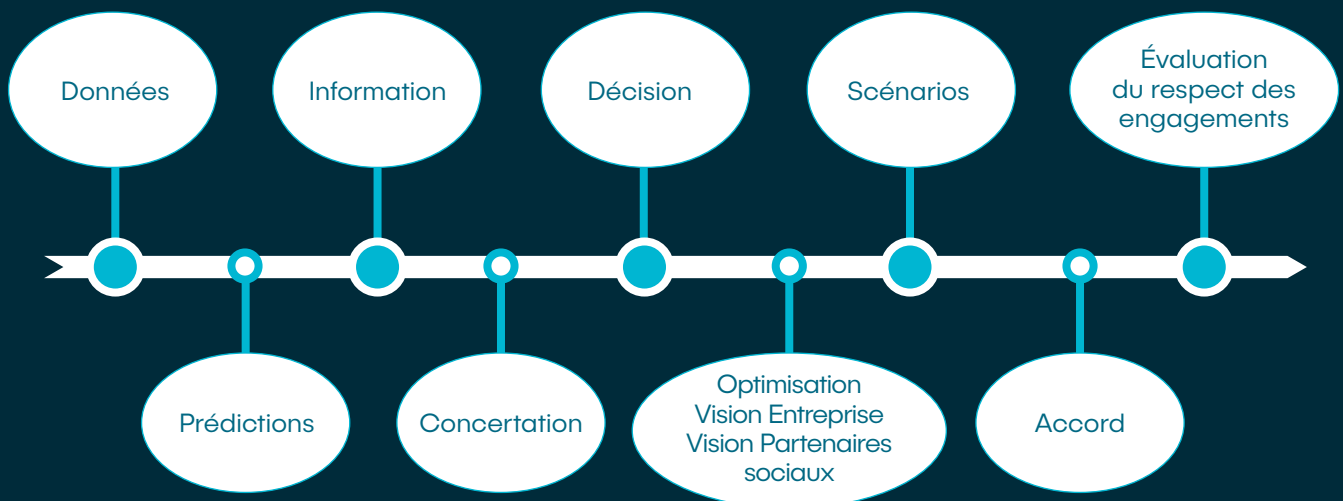 Données
Information
Décision
Scénarios
Évaluation
du respect des
engagements
Prédictions
Concertation
Optimisation
Vision Entreprise
Vision Partenaires
sociaux
Accord